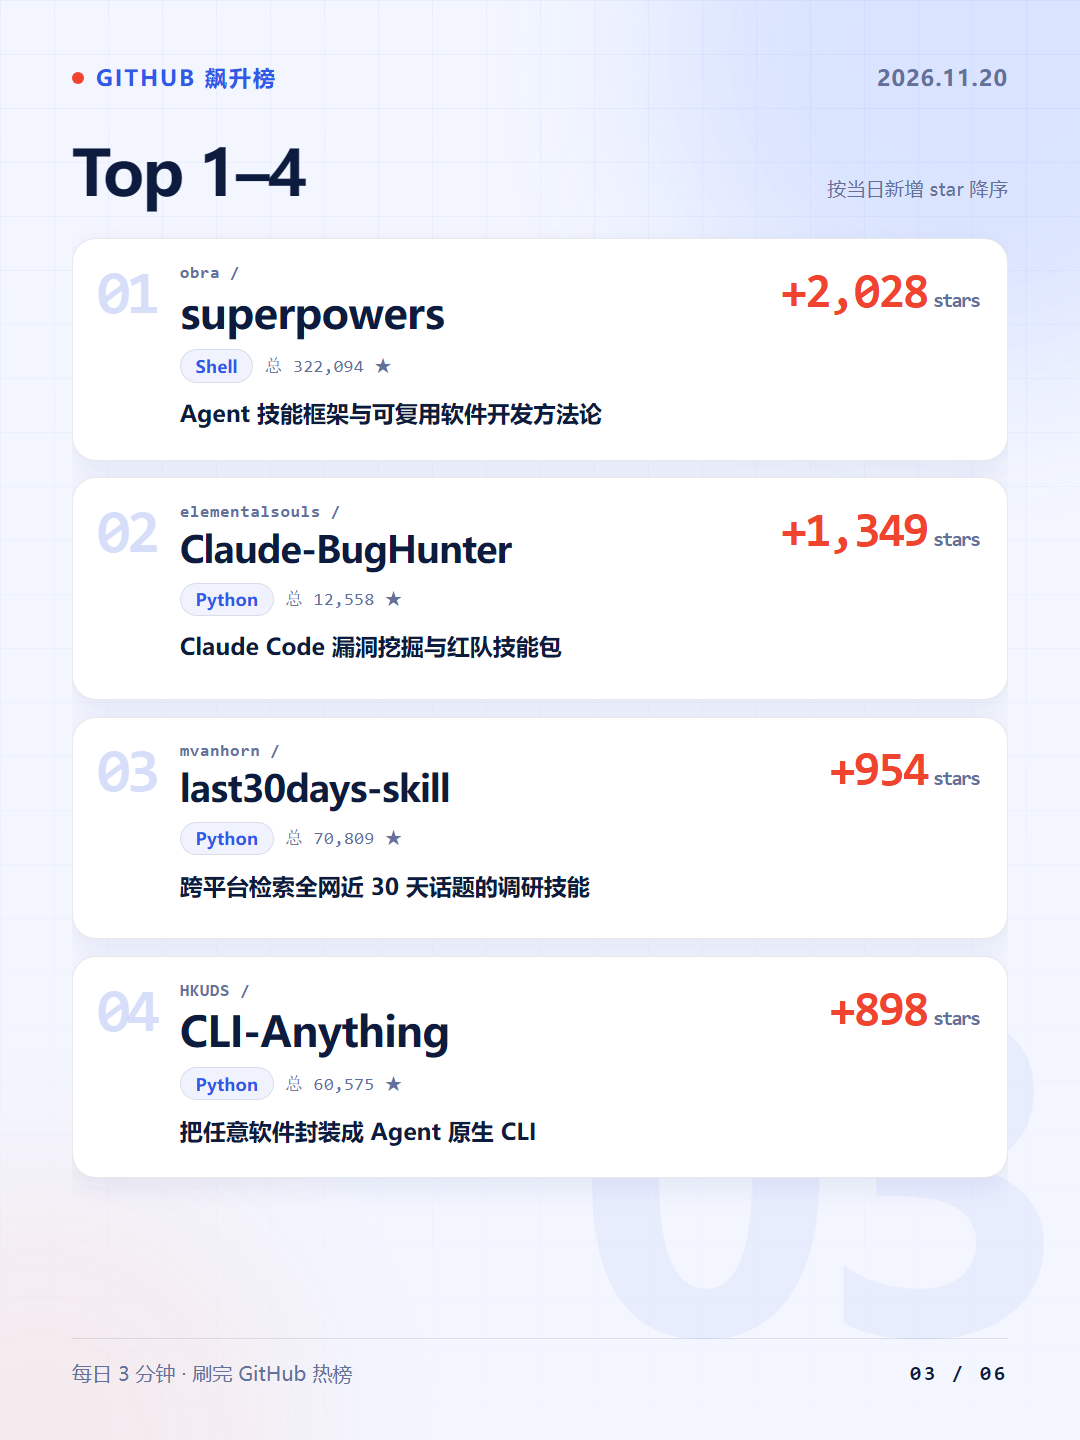 GITHUB 飙升榜
2026.11.20
Top 1–4
按当日新增 star 降序
01
obra /
superpowers
+2,028 stars
Shell 总 322,094 ★
Agent 技能框架与可复用软件开发方法论
02
elementalsouls /
Claude-BugHunter
+1,349 stars
Python 总 12,558 ★
Claude Code 漏洞挖掘与红队技能包
03
mvanhorn /
last30days-skill
+954 stars
Python 总 70,809 ★
跨平台检索全网近 30 天话题的调研技能
04
HKUDS /
CLI-Anything
+898 stars
Python 总 60,575 ★
把任意软件封装成 Agent 原生 CLI
03
每日 3 分钟 · 刷完 GitHub 热榜
03 / 06